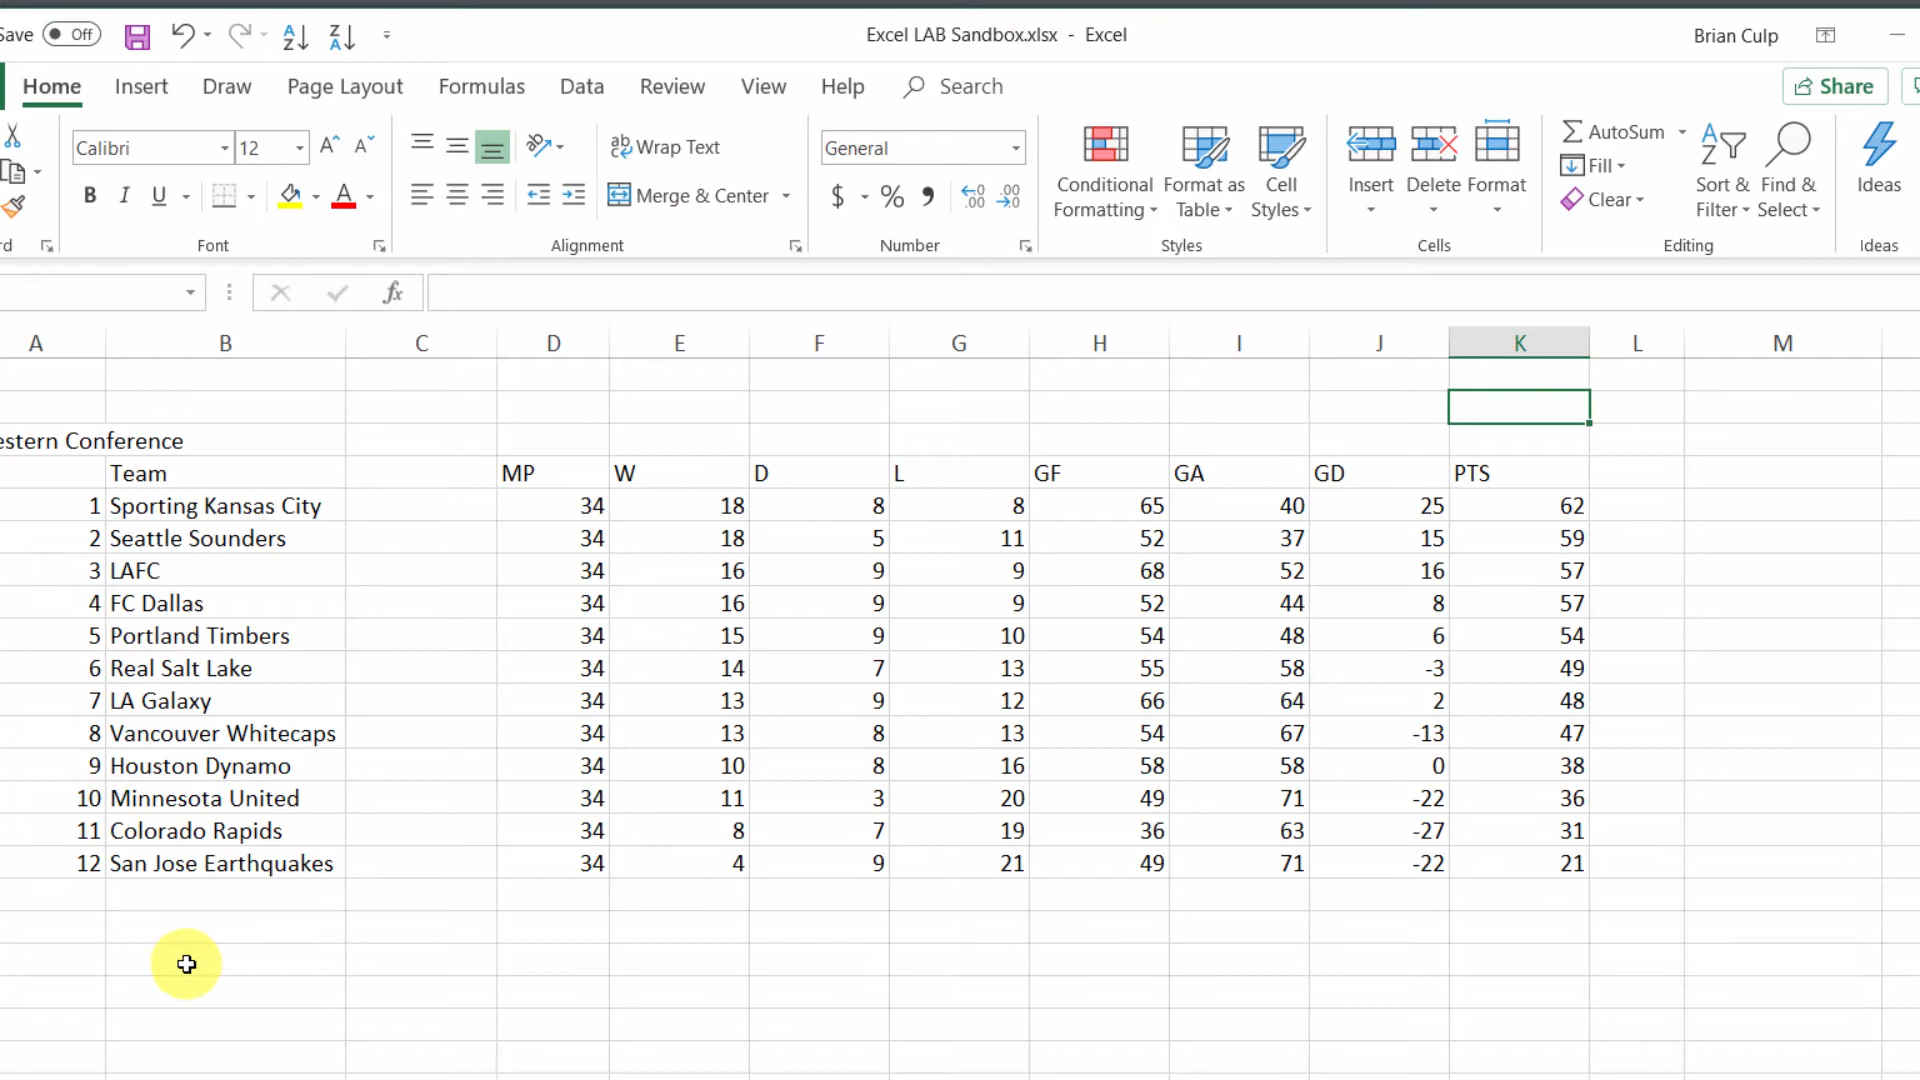 Save Off Excel LAB Sandbox.xlsx - Excel Brian Culp
Home Insert Draw Page Layout Formulas Data Review View Help Search Share
Calibri 12 A A Wrap Text General AutoSum
B I U A Merge & Center $ % , Conditional Formatting Format as Table Cell Styles Insert Delete Format Fill Clear Sort & Filter Find & Select Ideas
Font Alignment Number Styles Cells Editing Ideas
fx
A B C D E F G H I J K L M
estern Conference
Team MP W D L GF GA GD PTS
1 Sporting Kansas City 34 18 8 8 65 40 25 62
2 Seattle Sounders 34 18 5 11 52 37 15 59
3 LAFC 34 16 9 9 68 52 16 57
4 FC Dallas 34 16 9 9 52 44 8 57
5 Portland Timbers 34 15 9 10 54 48 6 54
6 Real Salt Lake 34 14 7 13 55 58 -3 49
7 LA Galaxy 34 13 9 12 66 64 2 48
8 Vancouver Whitecaps 34 13 8 13 54 67 -13 47
9 Houston Dynamo 34 10 8 16 58 58 0 38
10 Minnesota United 34 11 3 20 49 71 -22 36
11 Colorado Rapids 34 8 7 19 36 63 -27 31
12 San Jose Earthquakes 34 4 9 21 49 71 -22 21